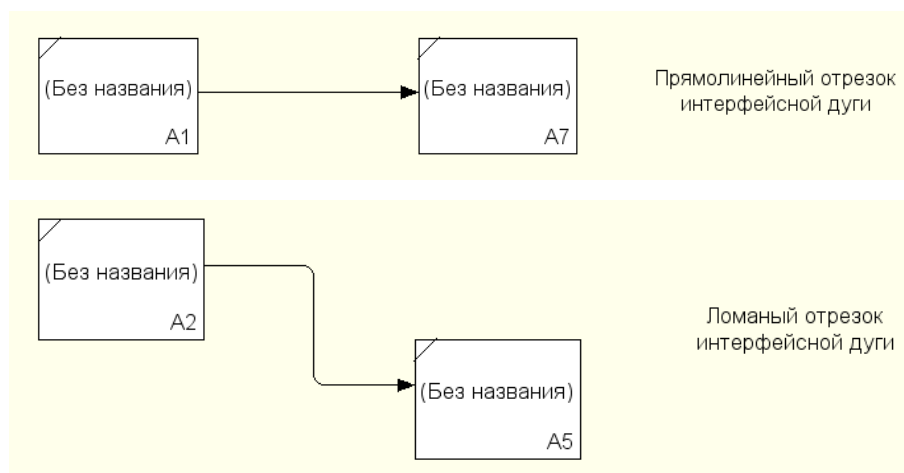 (Без названия)
A1
(Без названия)
A7
Прямолинейный отрезок
интерфейсной дуги
(Без названия)
A2
(Без названия)
A5
Ломаный отрезок
интерфейсной дуги